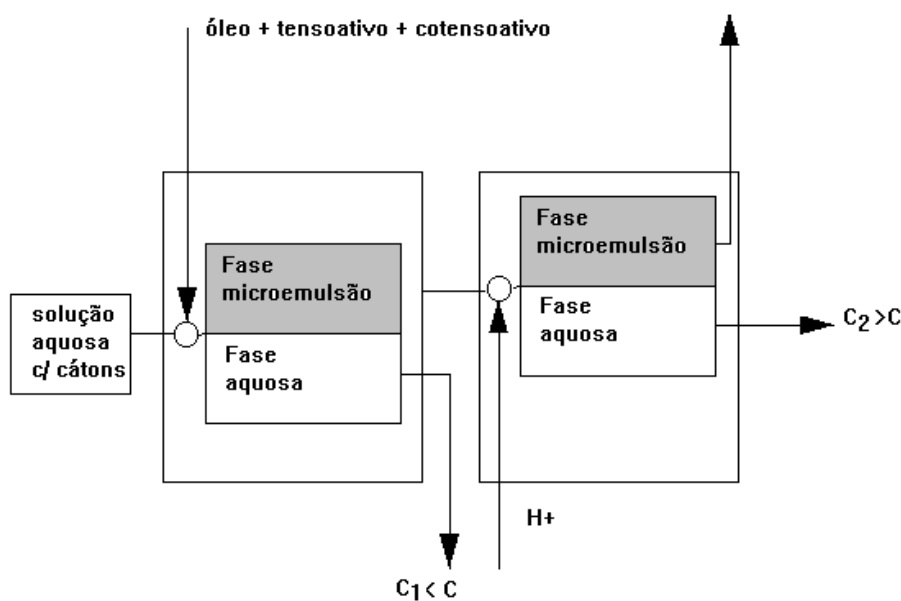 óleo + tensoativo + cotensoativo
Fase
microemulsão
Fase
aquosa
solução
aquosa
c/ cátons
Fase
microemulsão
Fase
aquosa
C2 >C
H+
C1 < C